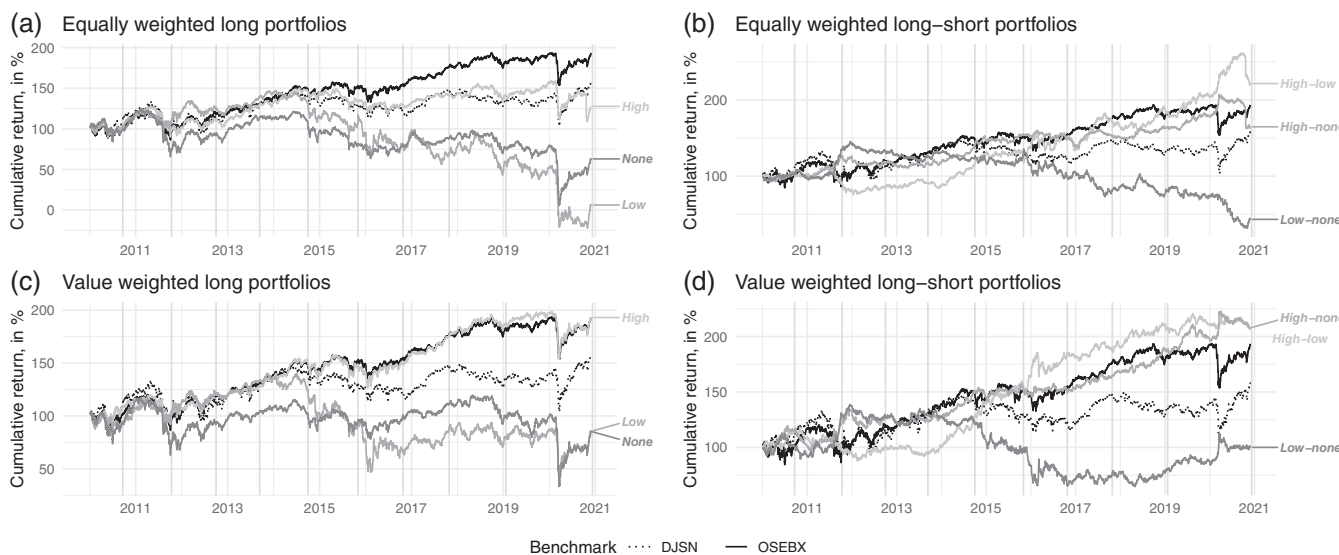 (a) Equally weighted long portfolios
Cumulative return, in %
200
150
100
50
0
High
None
Low
2011 2013 2015 2017 2019 2021
(b) Equally weighted long−short portfolios
Cumulative return, in %
200
100
High−low
High−none
Low−none
2011 2013 2015 2017 2019 2021
(c) Value weighted long portfolios
Cumulative return, in %
200
150
100
50
High
Low
None
2011 2013 2015 2017 2019 2021
(d) Value weighted long−short portfolios
Cumulative return, in %
200
150
100
High−none
High−low
Low−none
2011 2013 2015 2017 2019 2021
Benchmark DJSN OSEBX